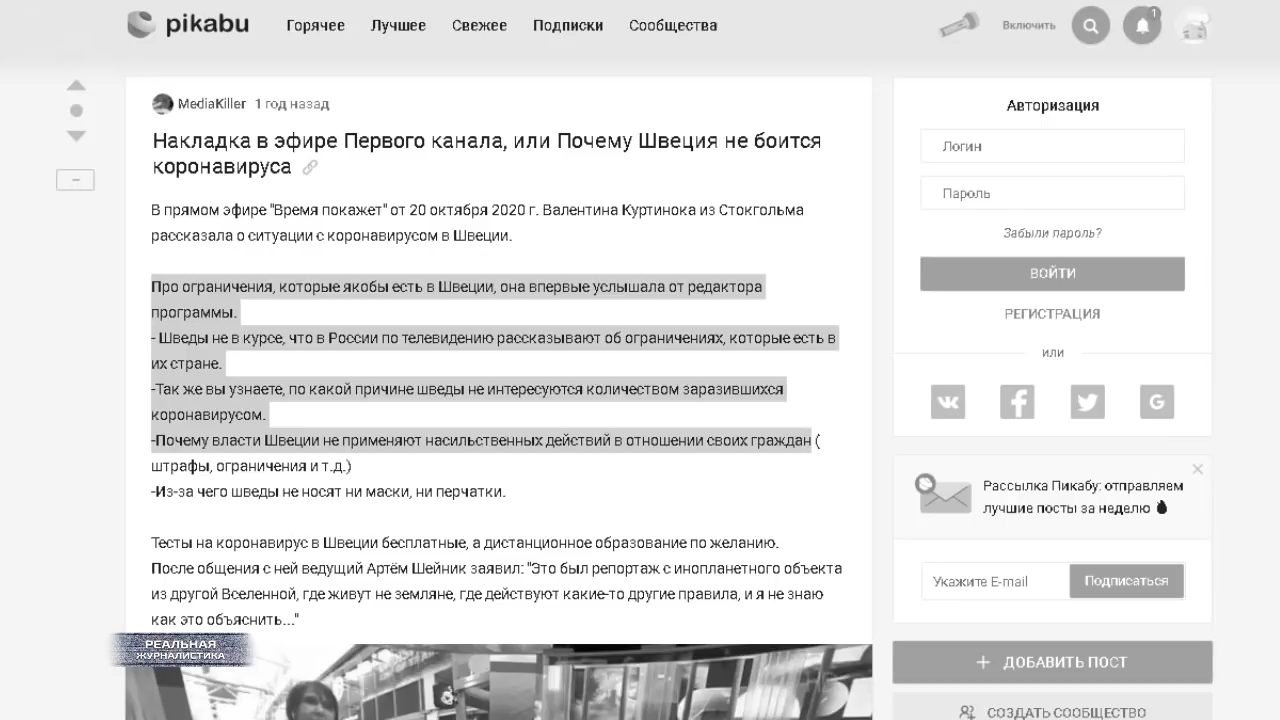 pikabu Горячее Лучшее Свежее Подписки Сообщества Включить 1
MediaKiller 1 год назад
Накладка в эфире Первого канала, или Почему Швеция не боится
коронавируса
В прямом эфире "Время покажет" от 20 октября 2020 г. Валентина Куртинока из Стокгольма
рассказала о ситуации с коронавирусом в Швеции.
Про ограничения, которые якобы есть в Швеции, она впервые услышала от редактора
программы.
- Шведы не в курсе, что в России по телевидению рассказывают об ограничениях, которые есть в
их стране.
-Так же вы узнаете, по какой причине шведы не интересуются количеством заразившихся
коронавирусом.
-Почему власти Швеции не применяют насильственных действий в отношении своих граждан (
штрафы, ограничения и т.д.)
-Из-за чего шведы не носят ни маски, ни перчатки.
Тесты на коронавирус в Швеции бесплатные, а дистанционное образование по желанию.
После общения с ней ведущий Артём Шейник заявил: "Это был репортаж с инопланетного объекта
из другой Вселенной, где живут не земляне, где действуют какие-то другие правила, и я не знаю
как это объяснить..."
РЕАЛЬНАЯ
ЖУРНАЛИСТИКА
Авторизация
Логин
Пароль
Забыли пароль?
ВОЙТИ
РЕГИСТРАЦИЯ
или
Рассылка Пикабу: отправляем
лучшие посты за неделю
Укажите E-mail Подписаться
ДОБАВИТЬ ПОСТ
СОЗДАТЬ СООБЩЕСТВО